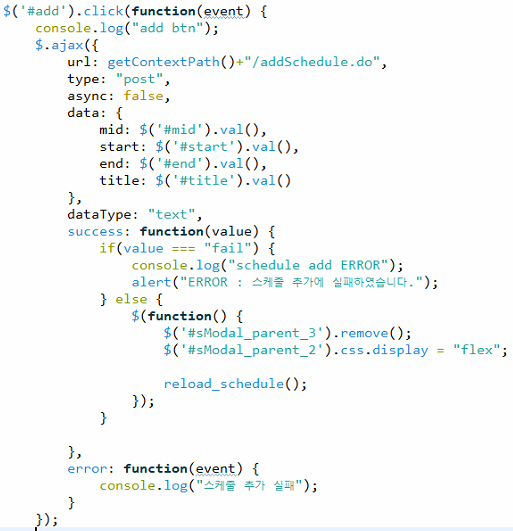 $('#add').click(function(event) {
    console.log("add btn");
    $.ajax({
        url: getContextPath()+"/addSchedule.do",
        type: "post",
        async: false,
        data: {
            mid: $('#mid').val(),
            start: $('#start').val(),
            end: $('#end').val(),
            title: $('#title').val()
        },
        dataType: "text",
        success: function(value) {
            if(value === "fail") {
                console.log("schedule add ERROR");
                alert("ERROR : 스케줄 추가에 실패하였습니다.");
            } else {
                $(function() {
                    $('#sModal_parent_3').remove();
                    $('#sModal_parent_2').css.display = "flex";

                    reload_schedule();
                });
            }

        },
        error: function(event) {
            console.log("스케줄 추가 실패");
        }
    });